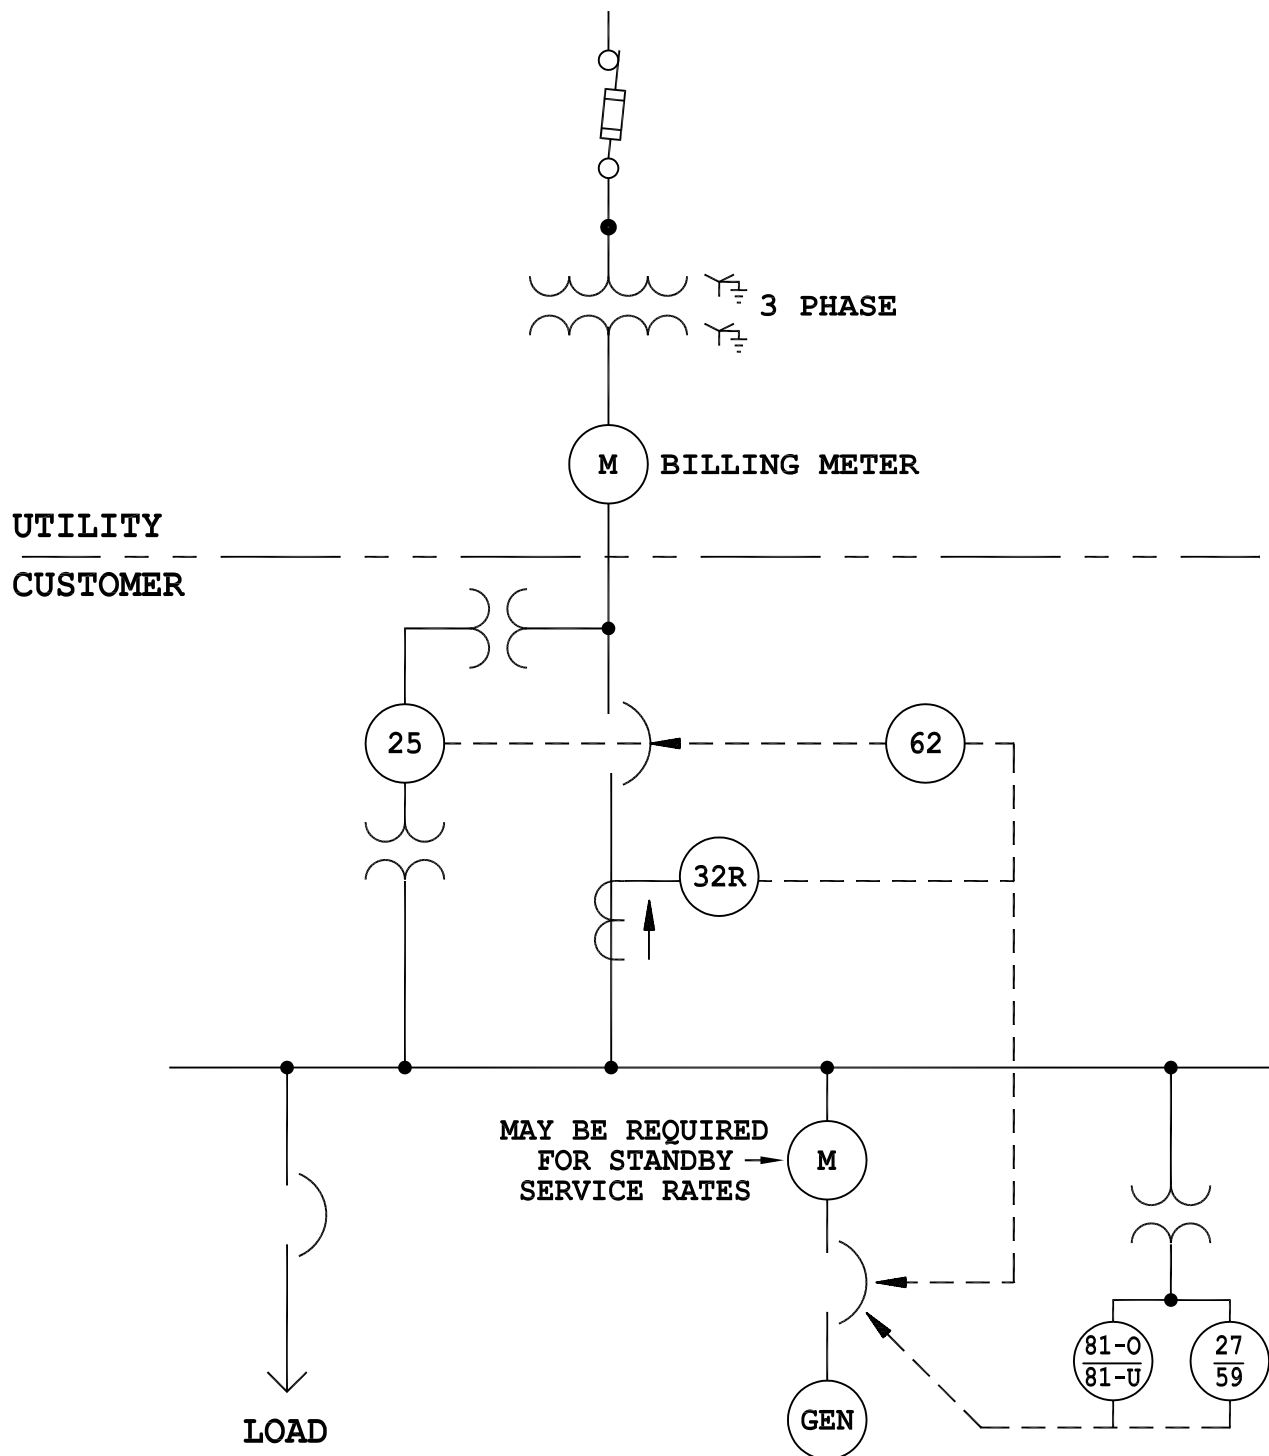 3 PHASE
M BILLING METER
UTILITY
CUSTOMER
25
62
32R
MAY BE REQUIRED
FOR STANDBY
SERVICE RATES
M
81-O
81-U
27
59
GEN
LOAD